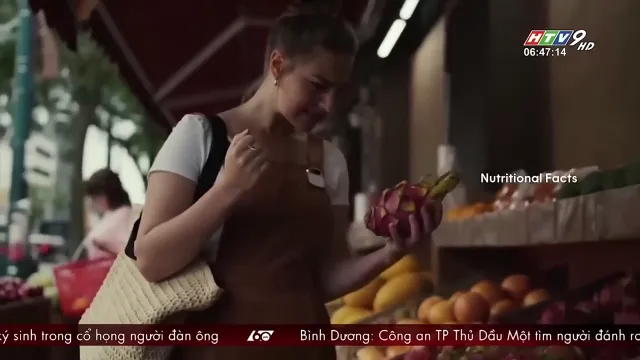 HTV9 HD
06:47:14
Nutritional Facts
ký sinh trong cổ họng người đàn ông 60 Bình Dương: Công an TP Thủ Dầu Một tìm người đánh